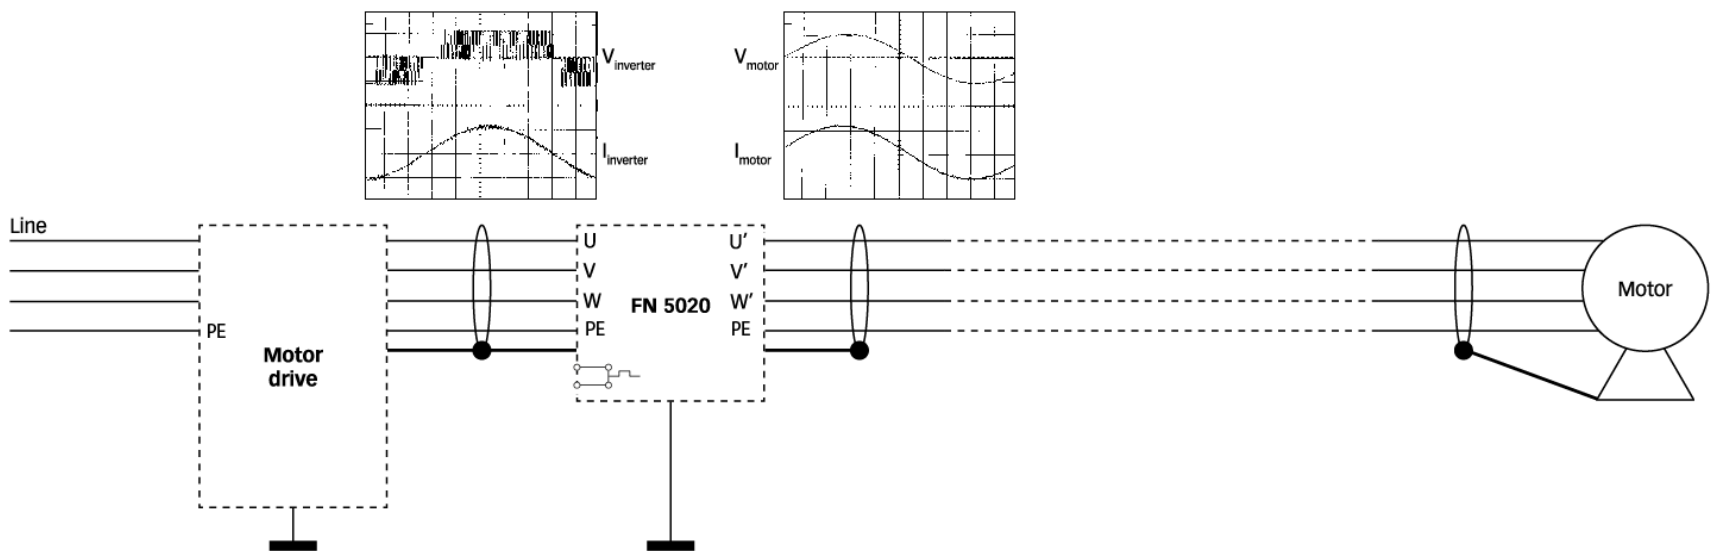 V inverter
I inverter
V motor
I motor
Line
PE
Motor
drive
U
V
W
PE
FN 5020
U′
V′
W′
PE
Motor